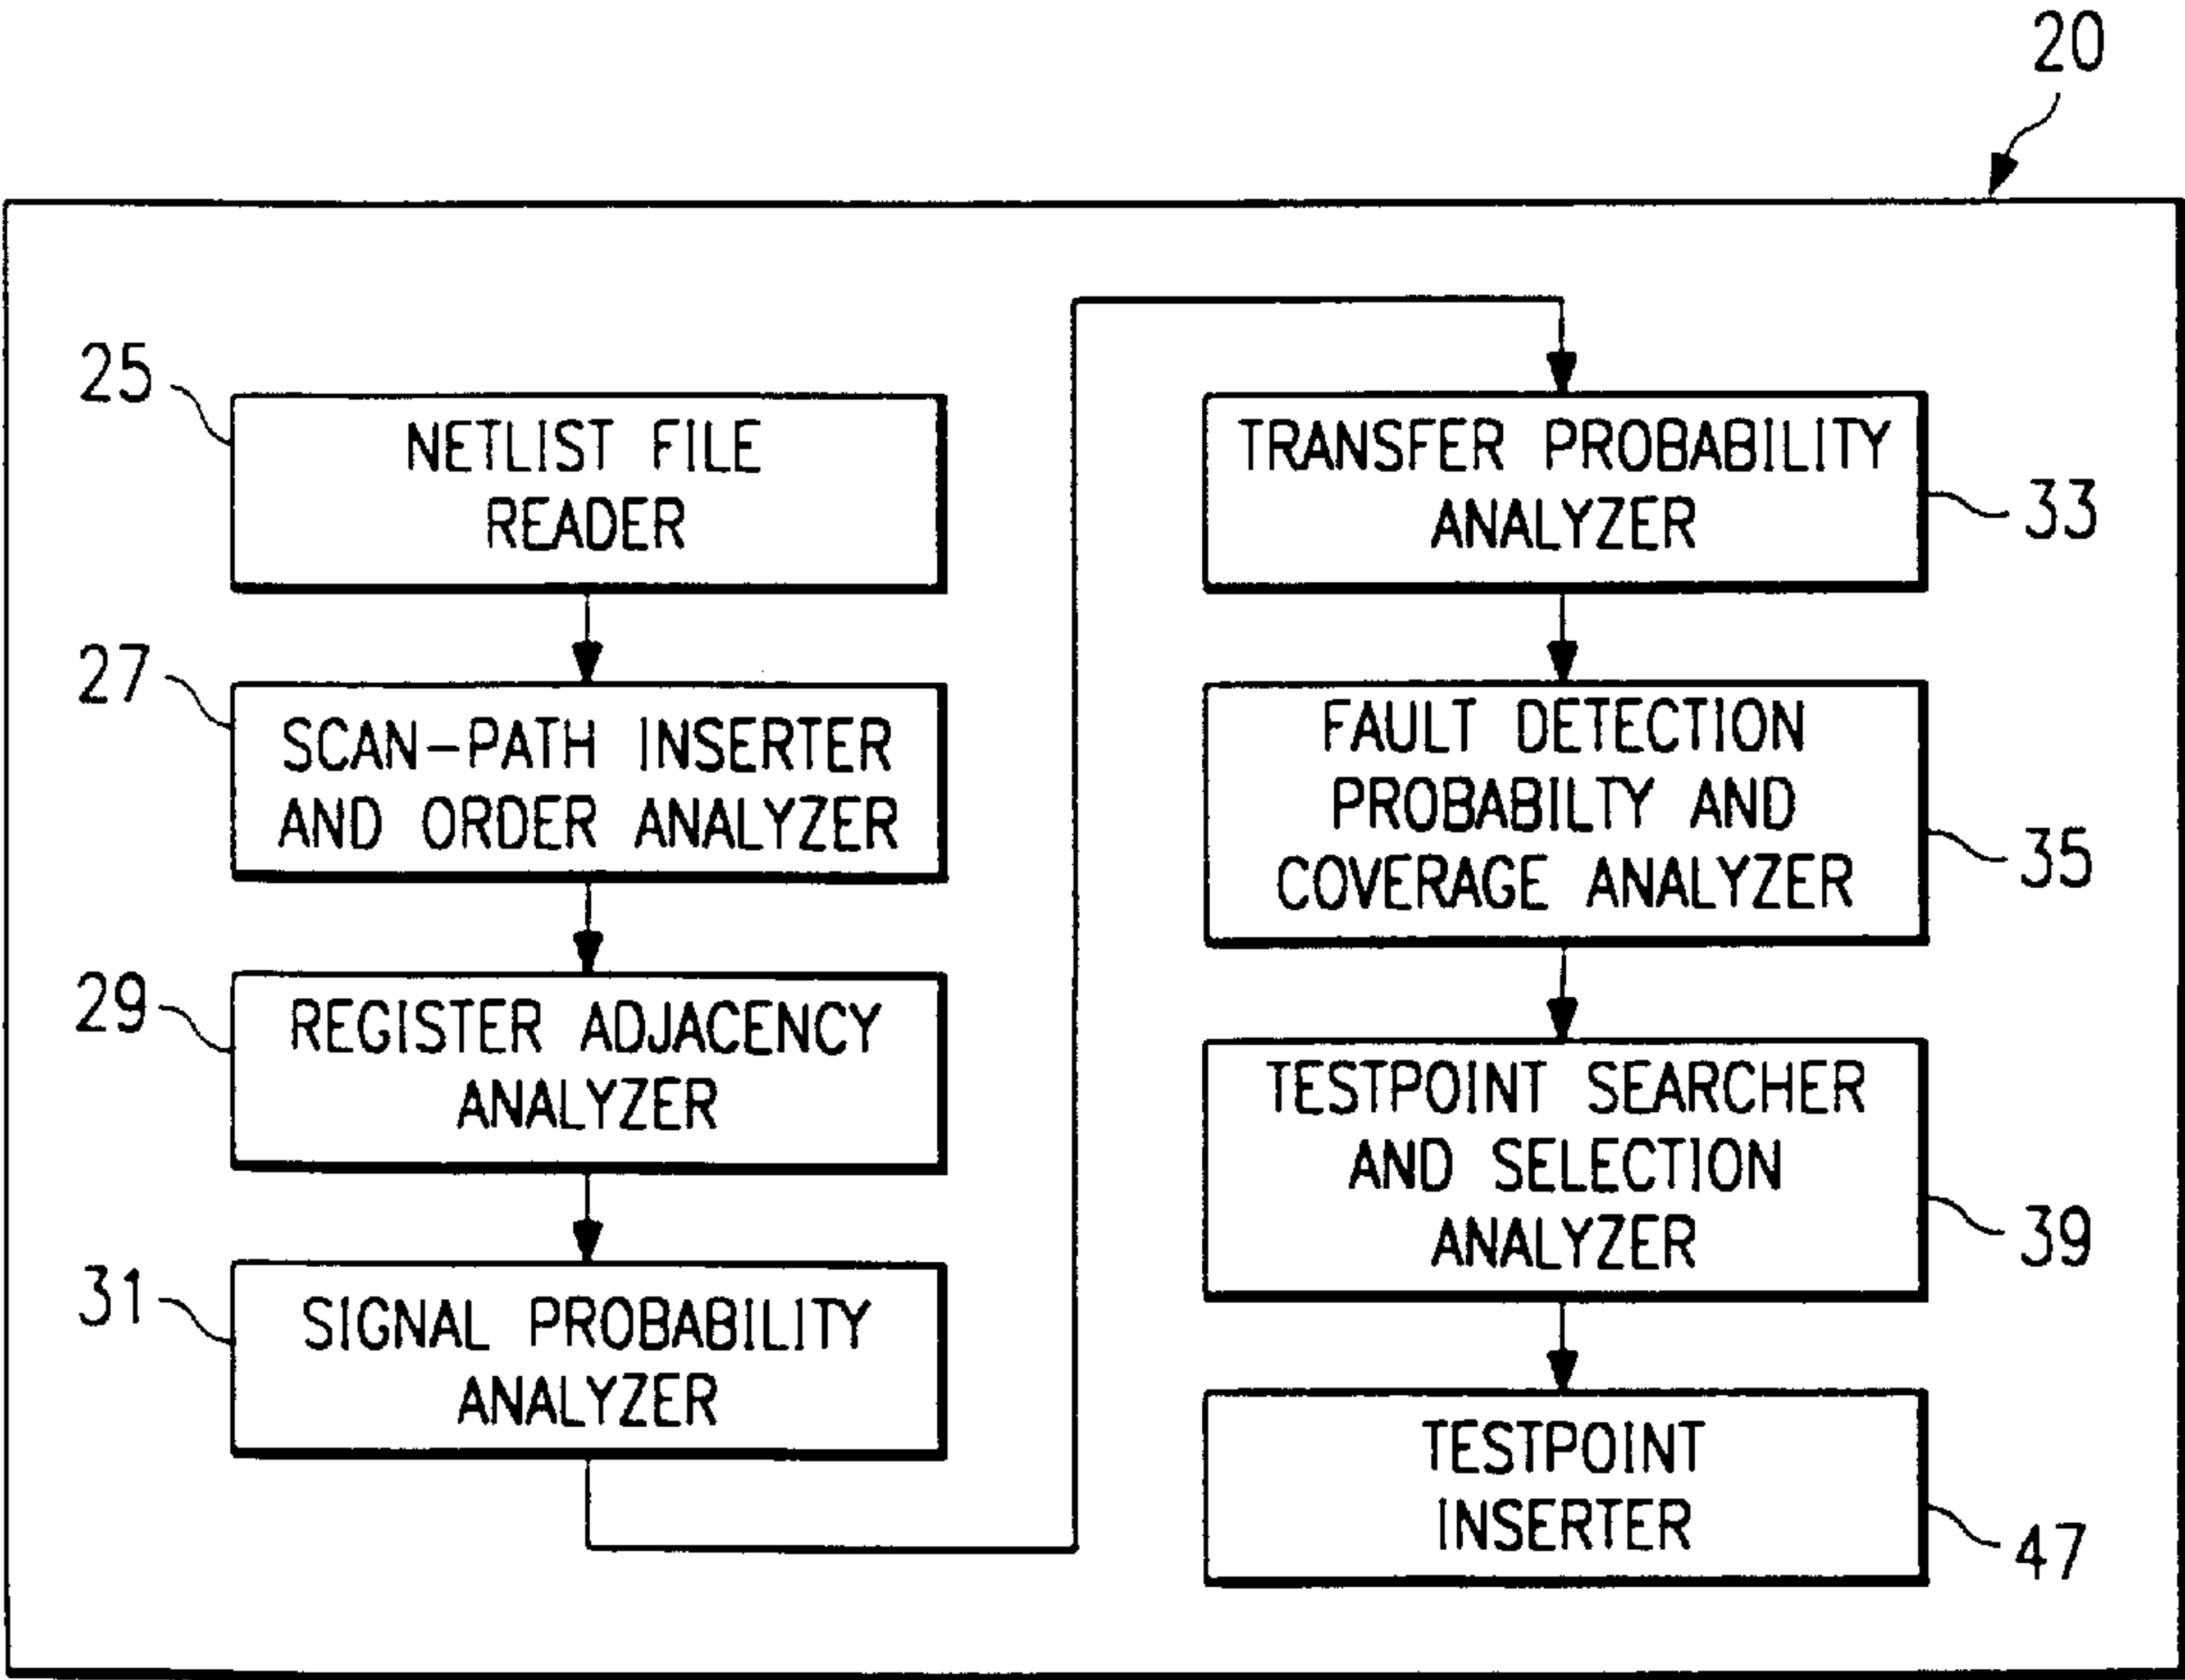 20
25
NETLIST FILE
READER
27
SCAN-PATH INSERTER
AND ORDER ANALYZER
29
REGISTER ADJACENCY
ANALYZER
31
SIGNAL PROBABILITY
ANALYZER
TRANSFER PROBABILITY
ANALYZER
33
FAULT DETECTION
PROBABILTY AND
COVERAGE ANALYZER
35
TESTPOINT SEARCHER
AND SELECTION
ANALYZER
39
TESTPOINT
INSERTER
47